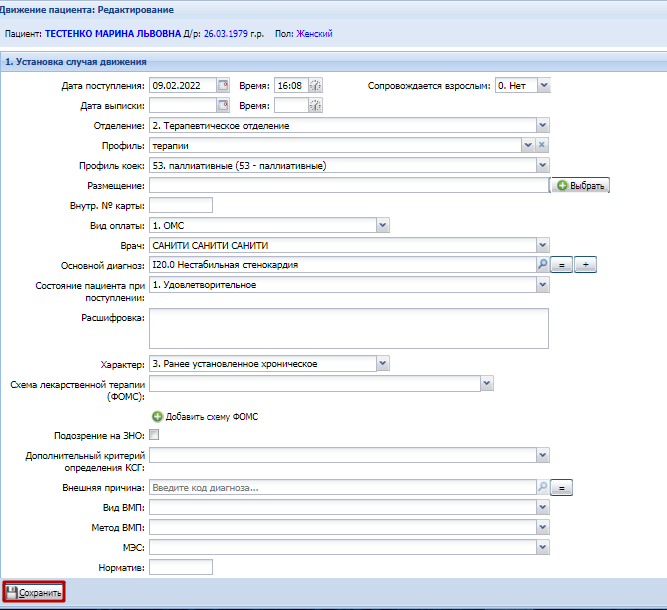 Движение пациента: Редактирование
Пациент: ТЕСТЕНКО МАРИНА ЛЬВОВНА Д/р: 26.03.1979 г.р. Пол: Женский
1. Установка случая движения
Дата поступления: 09.02.2022 Время: 16:08 Сопровождается взрослым: 0. Нет
Дата выписки: Время:
Отделение: 2. Терапевтическое отделение
Профиль: терапии
Профиль коек: 53. паллиативные (53 - паллиативные)
Размещение: Выбрать
Внутр. № карты:
Вид оплаты: 1. ОМС
Врач: САНИТИ САНИТИ САНИТИ
Основной диагноз: I20.0 Нестабильная стенокардия = +
Состояние пациента при поступлении: 1. Удовлетворительное
Расшифровка:
Характер: 3. Ранее установленное хроническое
Схема лекарственной терапии (ФОМС):
Добавить схему ФОМС
Подозрение на ЗНО:
Дополнительный критерий определения КСГ:
Внешняя причина: Введите код диагноза... =
Вид ВМП:
Метод ВМП:
МЭС:
Норматив:
Сохранить